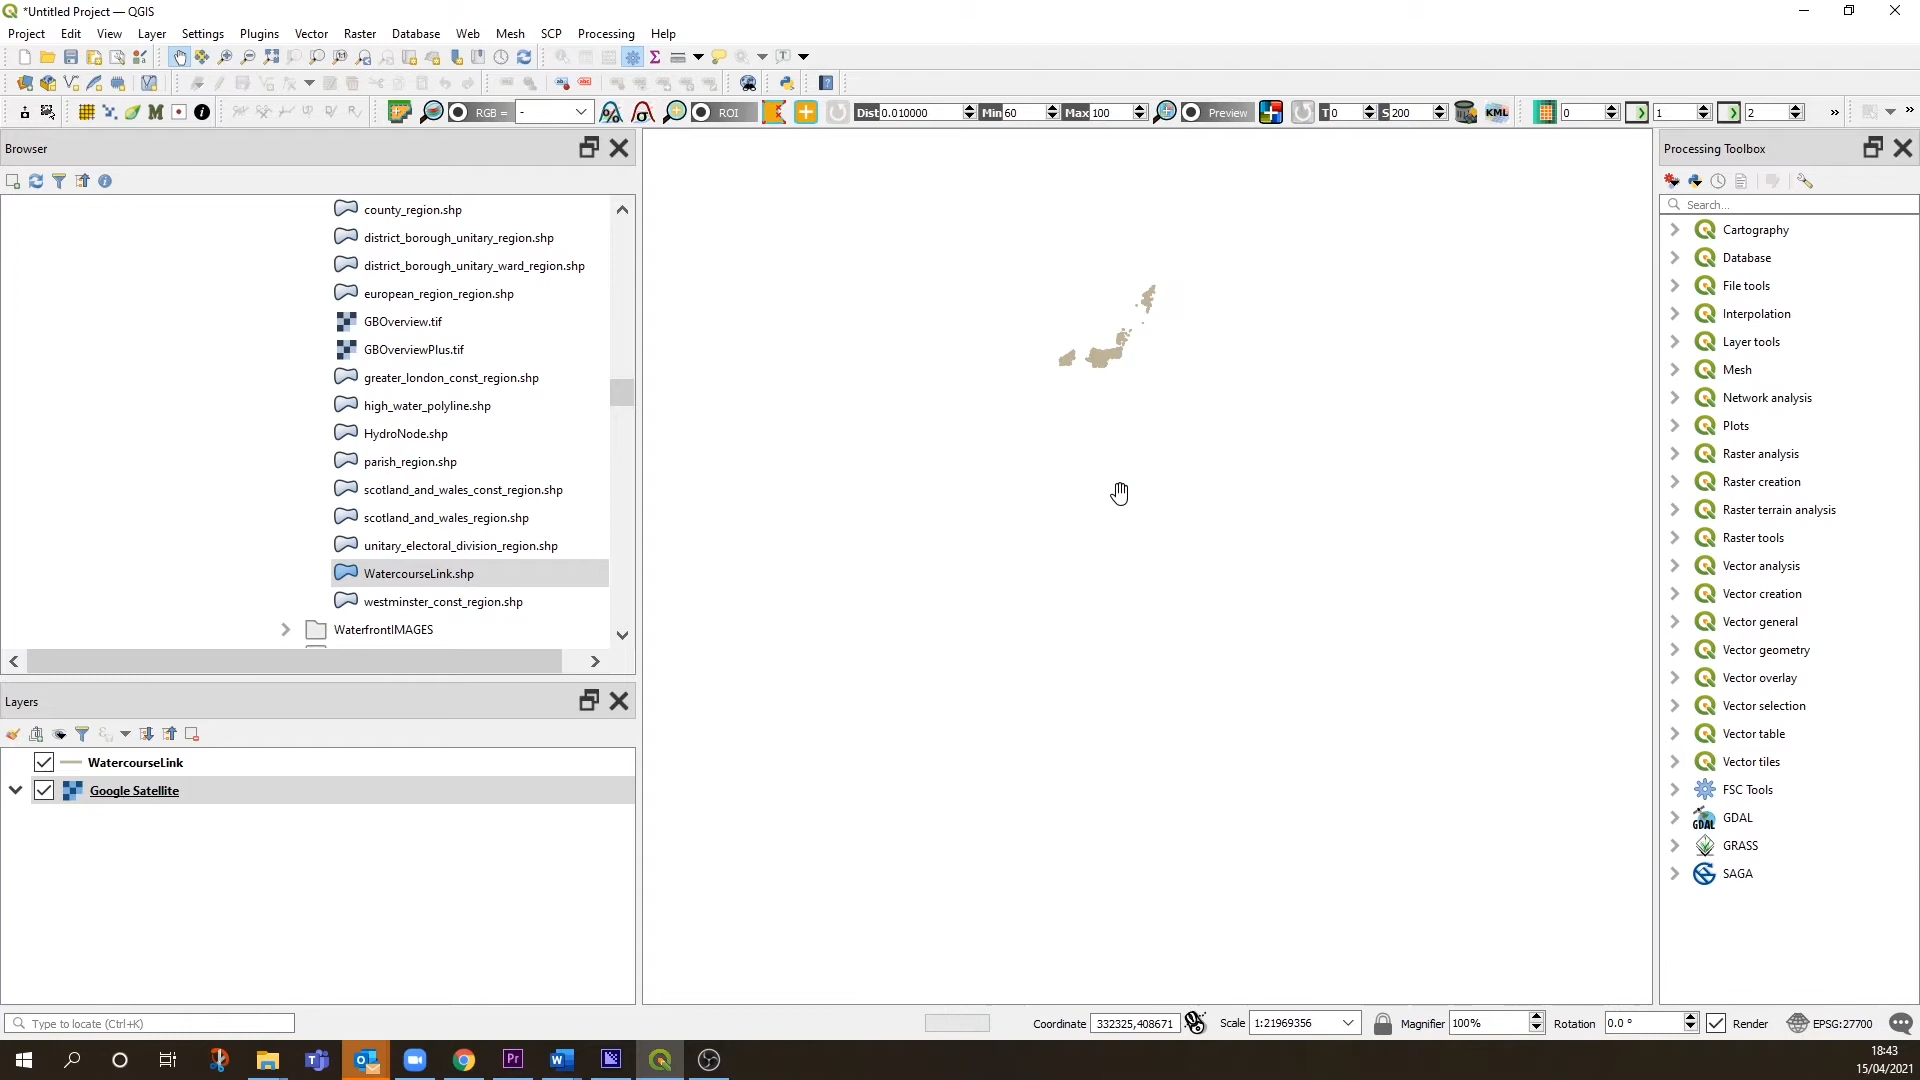 *Untitled Project — QGIS
Project Edit View Layer Settings Plugins Vector Raster Database Web Mesh SCP Processing Help
RGB = - ROI Dist 0.010000 Min 60 Max 100 Preview T 0 S 200 KML 0 1 2
Browser
county_region.shp
district_borough_unitary_region.shp
district_borough_unitary_ward_region.shp
european_region_region.shp
GBOverview.tif
GBOverviewPlus.tif
greater_london_const_region.shp
high_water_polyline.shp
HydroNode.shp
parish_region.shp
scotland_and_wales_const_region.shp
scotland_and_wales_region.shp
unitary_electoral_division_region.shp
WatercourseLink.shp
westminster_const_region.shp
WaterfrontIMAGES
Layers
WatercourseLink
Google Satellite
Processing Toolbox
Search...
Cartography
Database
File tools
Interpolation
Layer tools
Mesh
Network analysis
Plots
Raster analysis
Raster creation
Raster terrain analysis
Raster tools
Vector analysis
Vector creation
Vector general
Vector geometry
Vector overlay
Vector selection
Vector table
Vector tiles
FSC Tools
GDAL GDAL
GRASS
SAGA
Type to locate (Ctrl+K) Coordinate 332325,408671 Scale 1:21969356 Magnifier 100% Rotation 0.0 ° Render EPSG:27700
18:43
15/04/2021